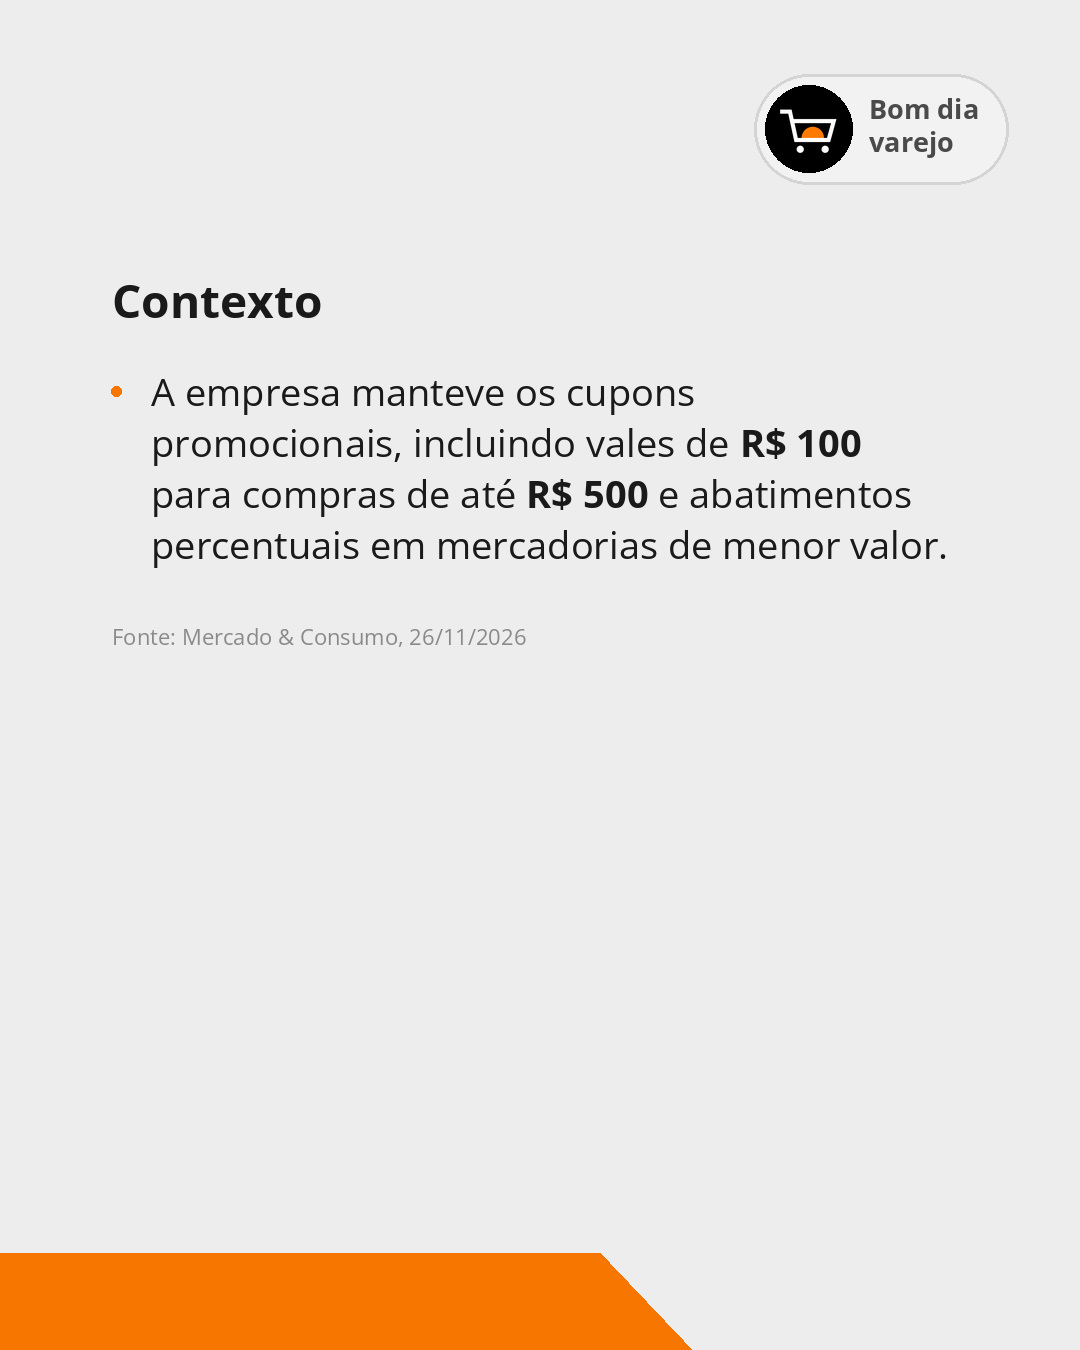 Bom dia
varejo
Contexto
• A empresa manteve os cupons
promocionais, incluindo vales de R$ 100
para compras de até R$ 500 e abatimentos
percentuais em mercadorias de menor valor.
Fonte: Mercado & Consumo, 26/11/2026